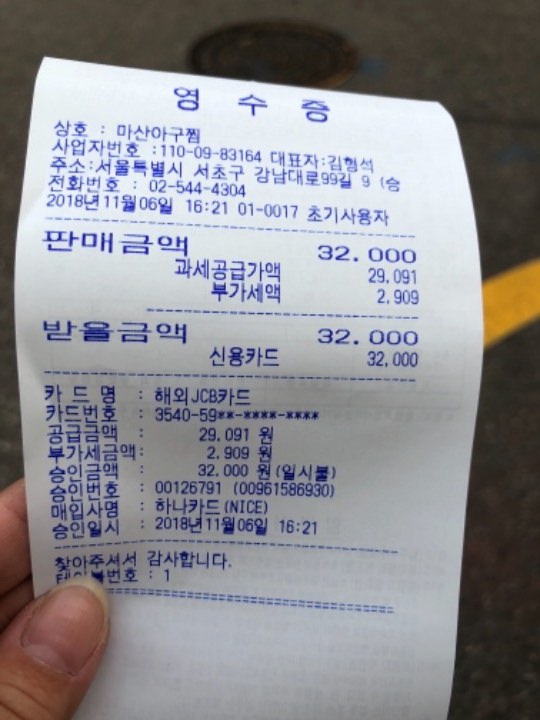 영 수 증
상호 : 마산아구찜
사업자번호 :110-09-83164 대표자:김형석
주소:서울특별시 서초구 강남대로99길 9 (승
전화번호 : 02-544-4304
2018년11월06일 16:21 01-0017 초기사용자
판매금액 32.000
과세공급가액 29.091
부가세액 2.909
받을금액 32.000
신용카드 32,000
카 드 명 : 해외JCB카드
카드번호 : 3540-59**-****-****
공급금액 : 29.091 원
부가세금액: 2.909 원
승인금액 : 32.000 원(일시불)
승인번호 : 00126791 (00961586930)
매입사명 : 하나카드(NICE)
승인일시 : 2018년11월06일 16:21
찾아주셔서 감사합니다.
테이블번호 : 1